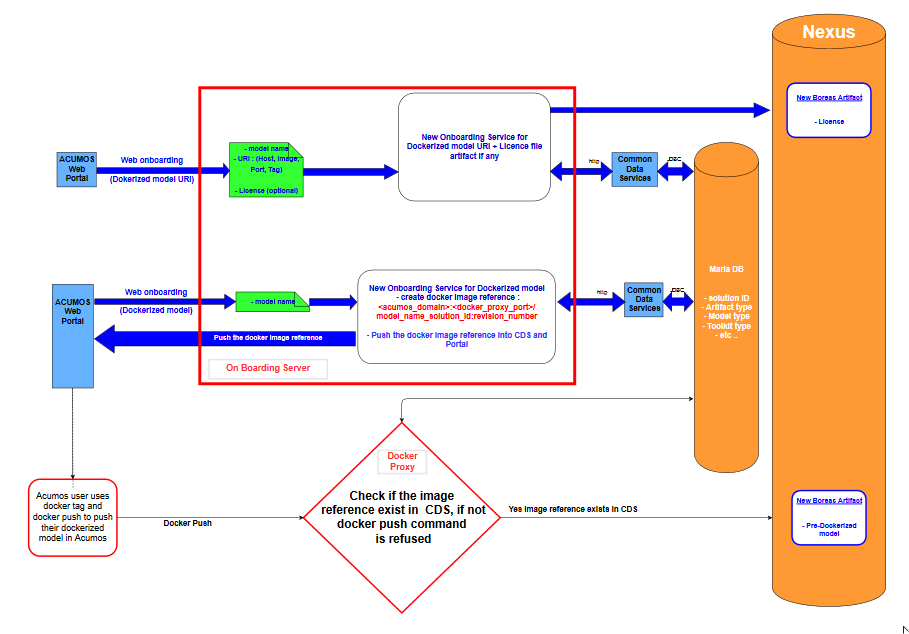 Nexus
New Boreas Artifact
- License
ACUMOS
Web
Portal
Web onboarding
(Dokerized model URI)
- model name
- URI : (Host, Image,
Port, Tag)
- License (optional)
New Onboarding Service for
Dockerized model URI + Licence file
artifact if any
http
Common
Data
Services
Maria DB
- solution ID
- Artifact type
- Model type
- Toolkit type
- etc ..
ACUMOS
Web
Portal
Web onboarding
(Dockerized model)
- model name
New Onboarding Service for Dockerized model
- create docker image reference :
<acumos_domain>:<docker_proxy_port>/
model_name_solution_id:revision_number
- Push the docker image reference into CDS and
Portal
http
Common
Data
Services
Push the docker image reference
On Boarding Server
Docker
Proxy
Check if the image
reference exist in CDS, if not
docker push command
is refused
Acumos user uses
docker tag and
docker push to push
their dockerized
model in Acumos
Docker Push
Yes image reference exists in CDS
New Boreas Artifact
- Pre-Dockerized
model